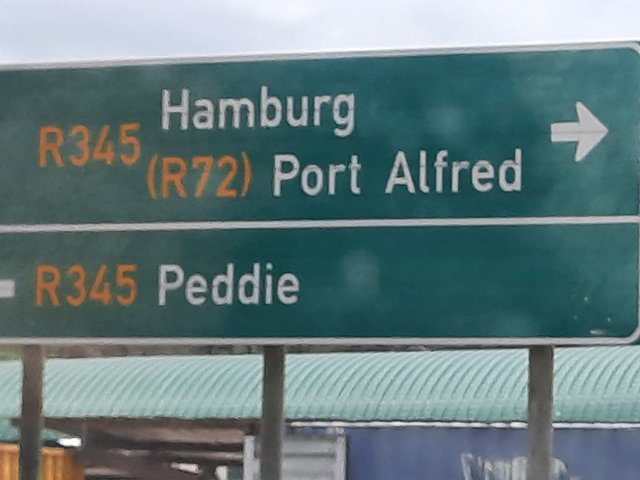 Hamburg
R345
(R72) Port Alfred
R345 Peddie